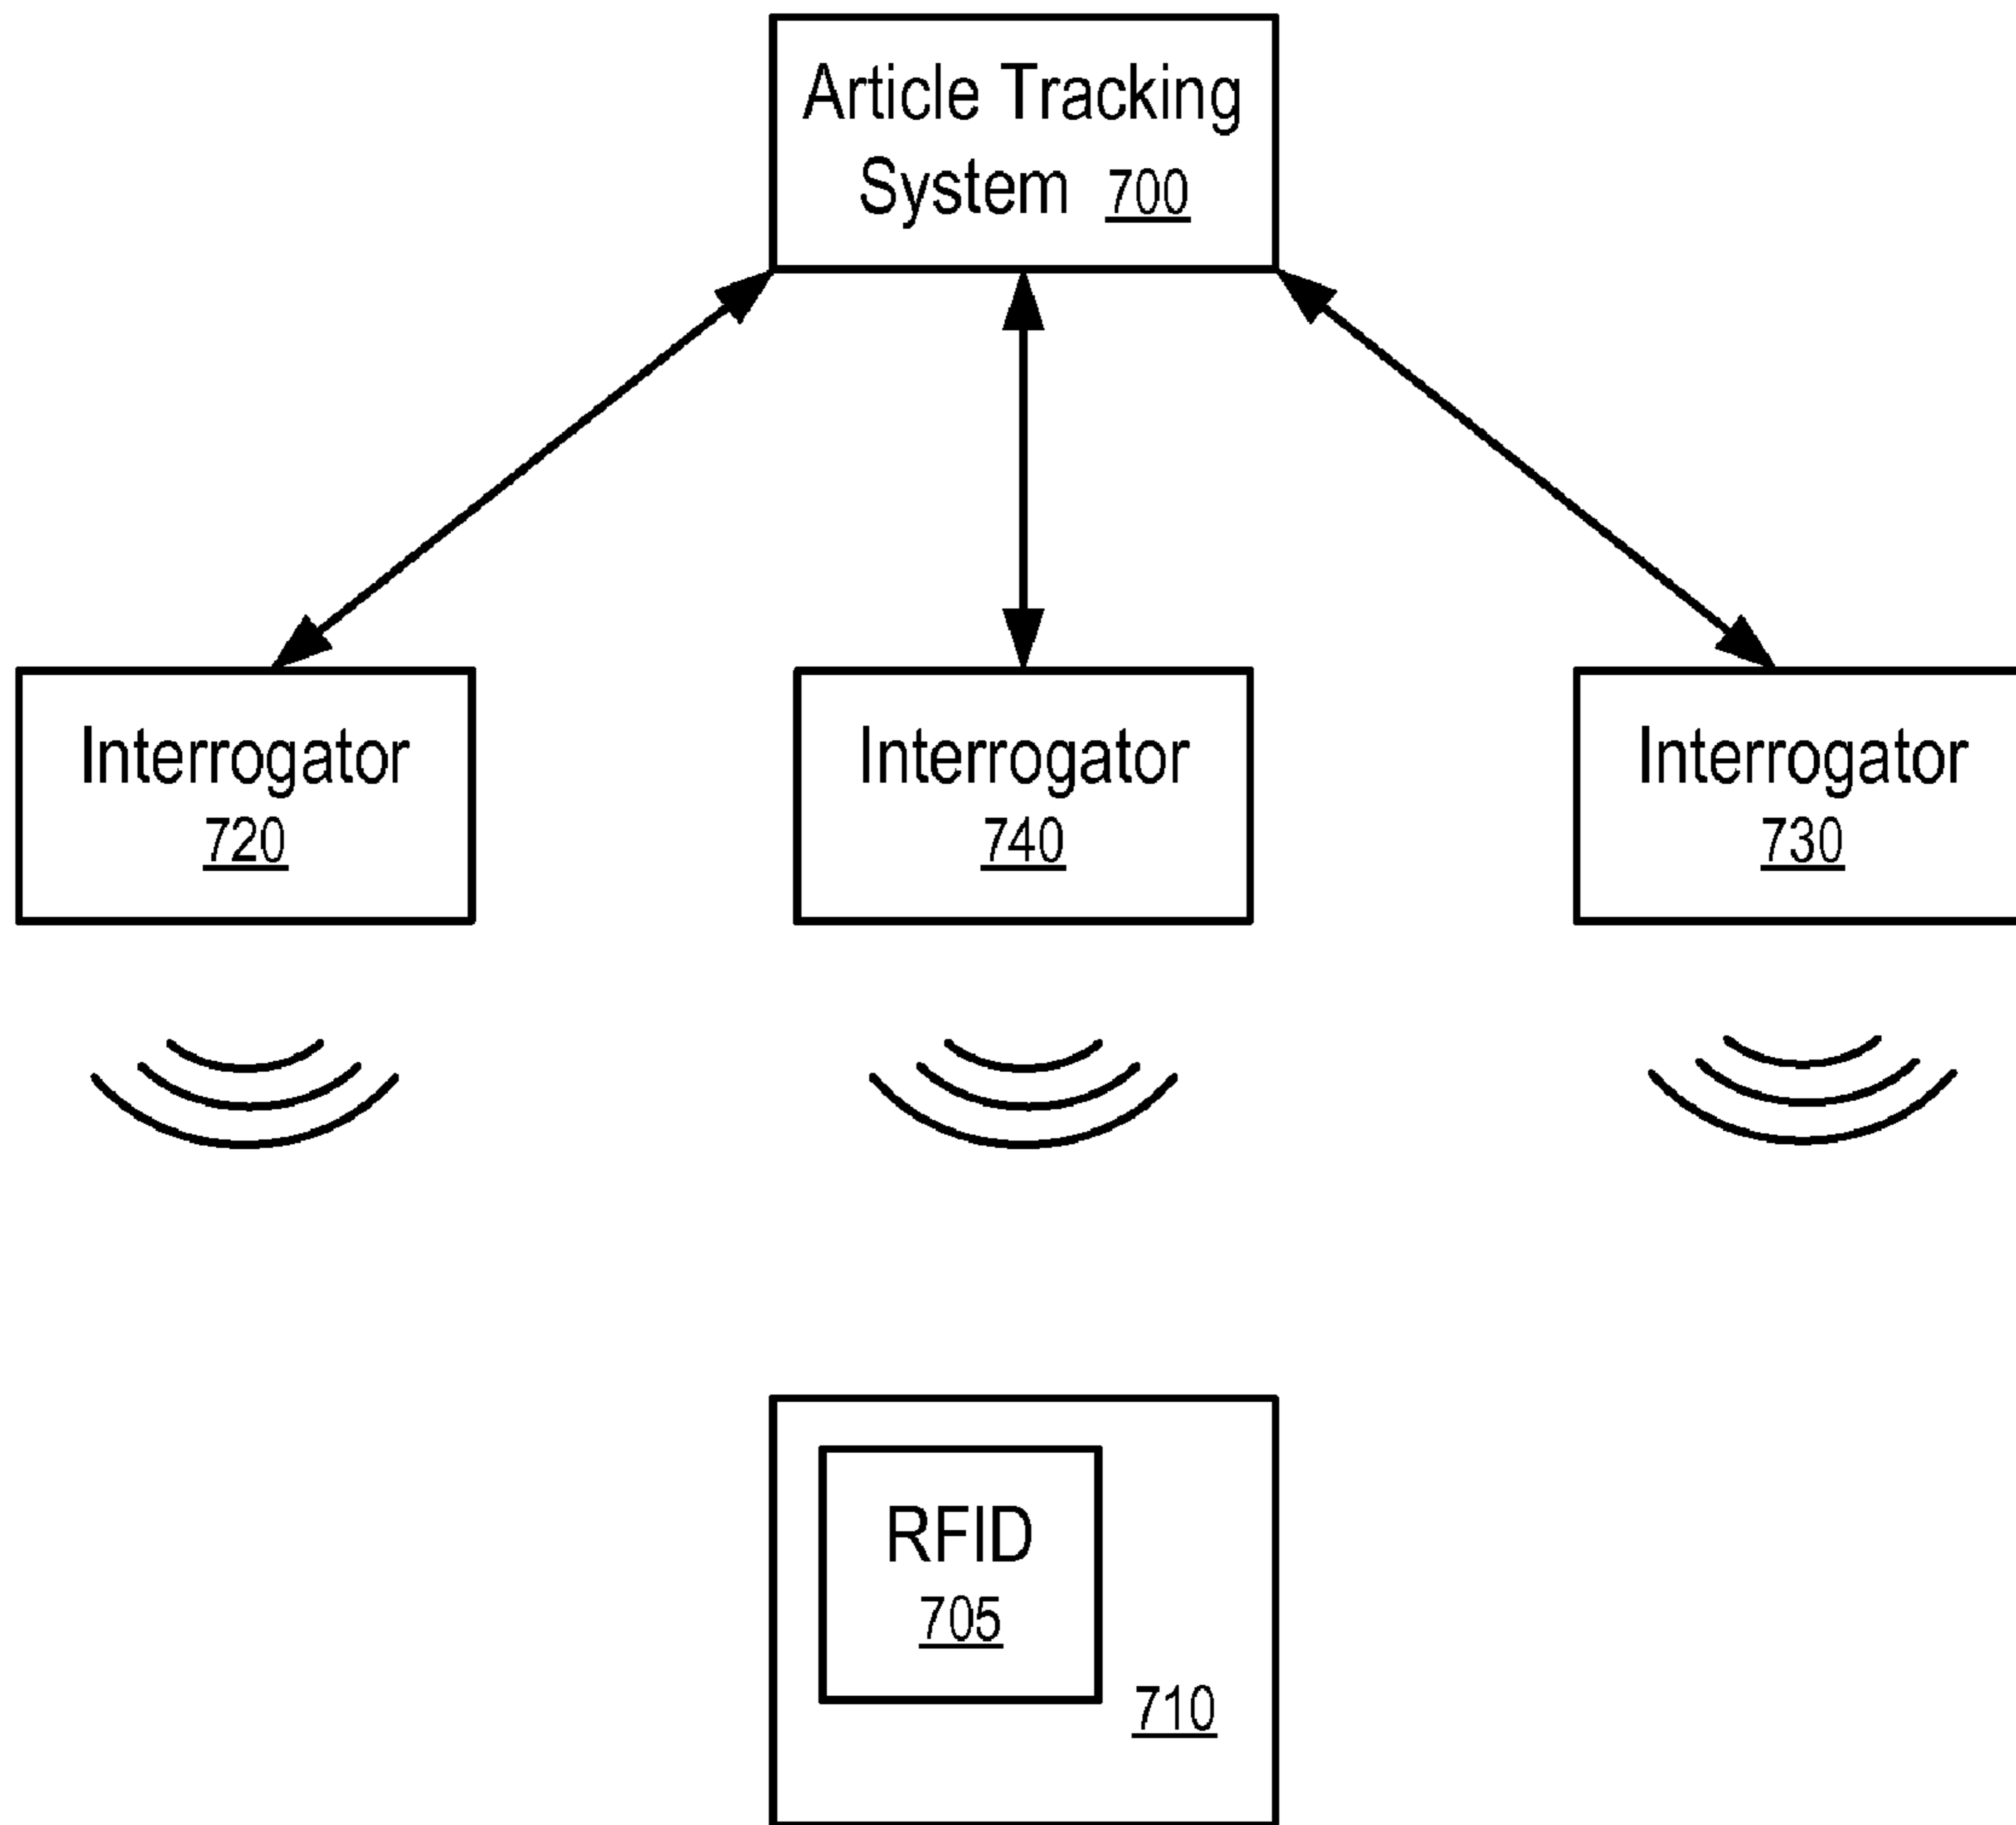 Article Tracking
System 700
Interrogator
720
Interrogator
740
Interrogator
730
RFID
705
710